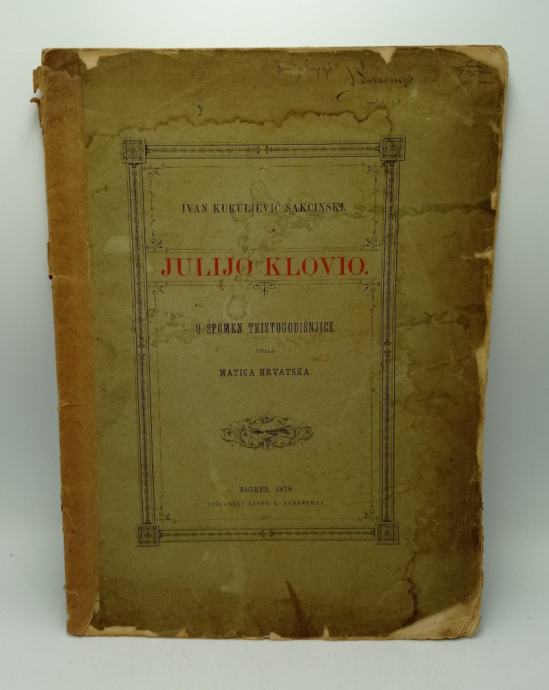 IVAN KUKULJEVIĆ SAKCINSKI.
JULIJO KLOVIO.
U SPOMEN TRISTOGODIŠNJICE
IZDALA
MATICA HRVATSKA.
ZAGREB, 1878.